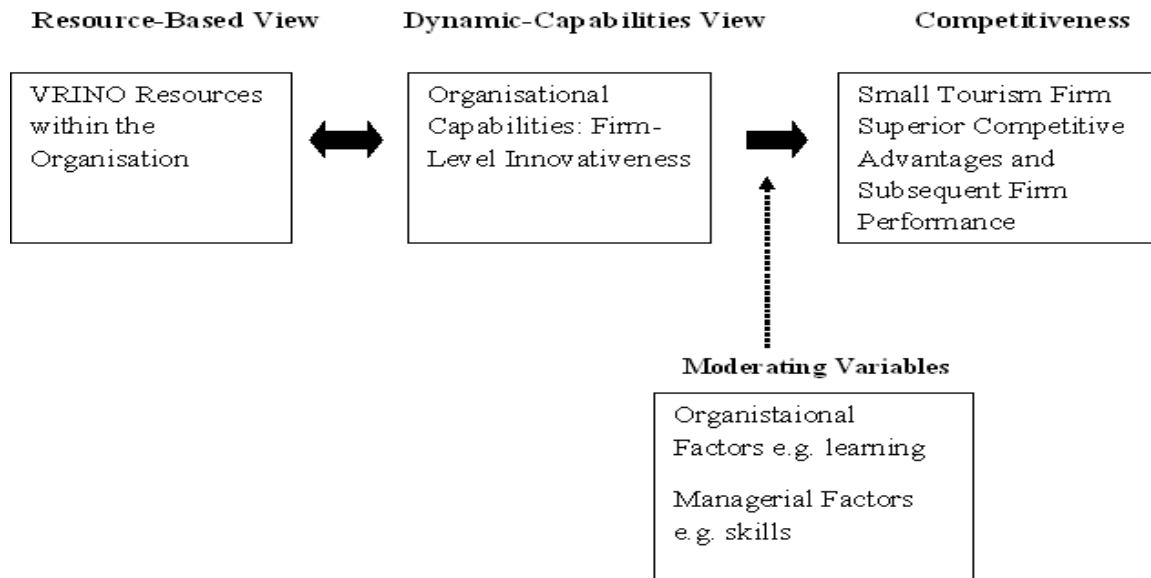 Resource-Based View
Dynamic-Capabilities View
Competitiveness
VRINO Resources
within the
Organisation
Organisational
Capabilities: Firm-
Level Innovativeness
Small Tourism Firm
Superior Competitive
Advantages and
Subsequent Firm
Performance
Moderating Variables
Organistaional
Factors e.g. learning
Managerial Factors
e.g. skills